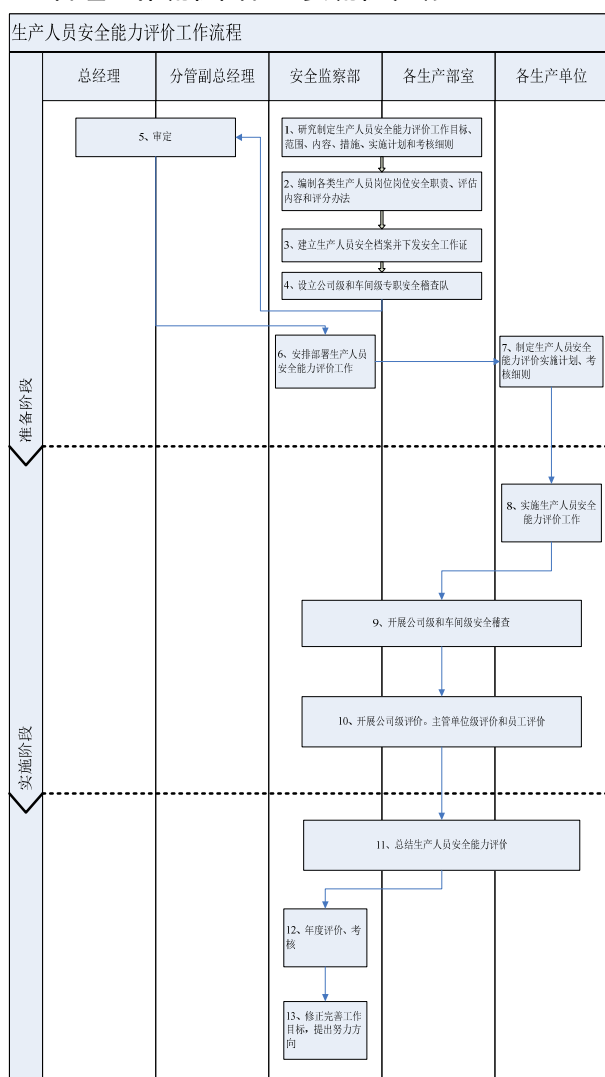 生产人员安全能力评价工作流程
总经理
分管副总经理
安全监察部
各生产部室
各生产单位
5、审定
1、研究制定生产人员安全能力评价工作目标、
范围、内容、措施、实施计划和考核细则
2、编制各类生产人员岗位岗位安全职责、评估
内容和评分办法
3、建立生产人员安全档案并下发安全工作证
4、设立公司级和车间级专职安全稽查队
6、安排部署生产人员
安全能力评价工作
7、制定生产人员安全
能力评价实施计划、考
核细则
准备阶段
8、实施生产人员安全
能力评价工作
9、开展公司级和车间级安全稽查
10、开展公司级评价。主管单位级评价和员工评价
实施阶段
11、总结生产人员安全能力评价
12、年度评价、考
核
13、修正完善工作
目标，提出努力方
向